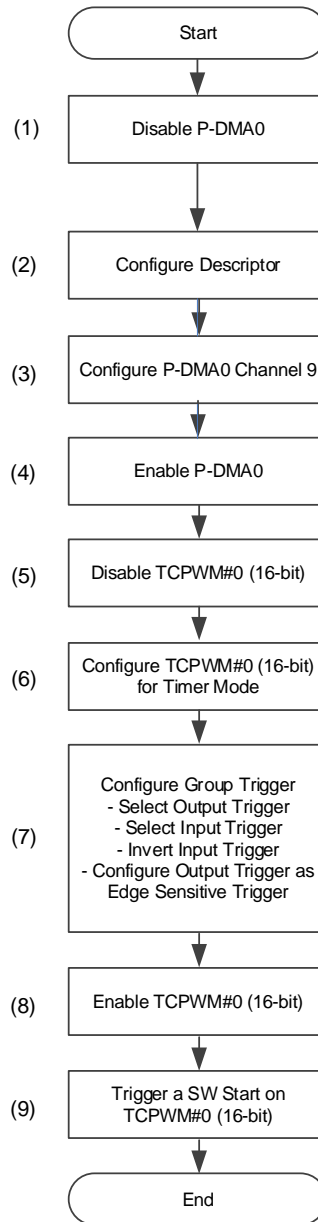 Start
(1)
Disable P-DMA0
(2)
Configure Descriptor
(3)
Configure P-DMA0 Channel 9
(4)
Enable P-DMA0
(5)
Disable TCPWM#0 (16-bit)
(6)
Configure TCPWM#0 (16-bit)
for Timer Mode
(7)
Configure Group Trigger
- Select Output Trigger
- Select Input Trigger
- Invert Input Trigger
- Configure Output Trigger as
Edge Sensitive Trigger
(8)
Enable TCPWM#0 (16-bit)
(9)
Trigger a SW Start on
TCPWM#0 (16-bit)
End